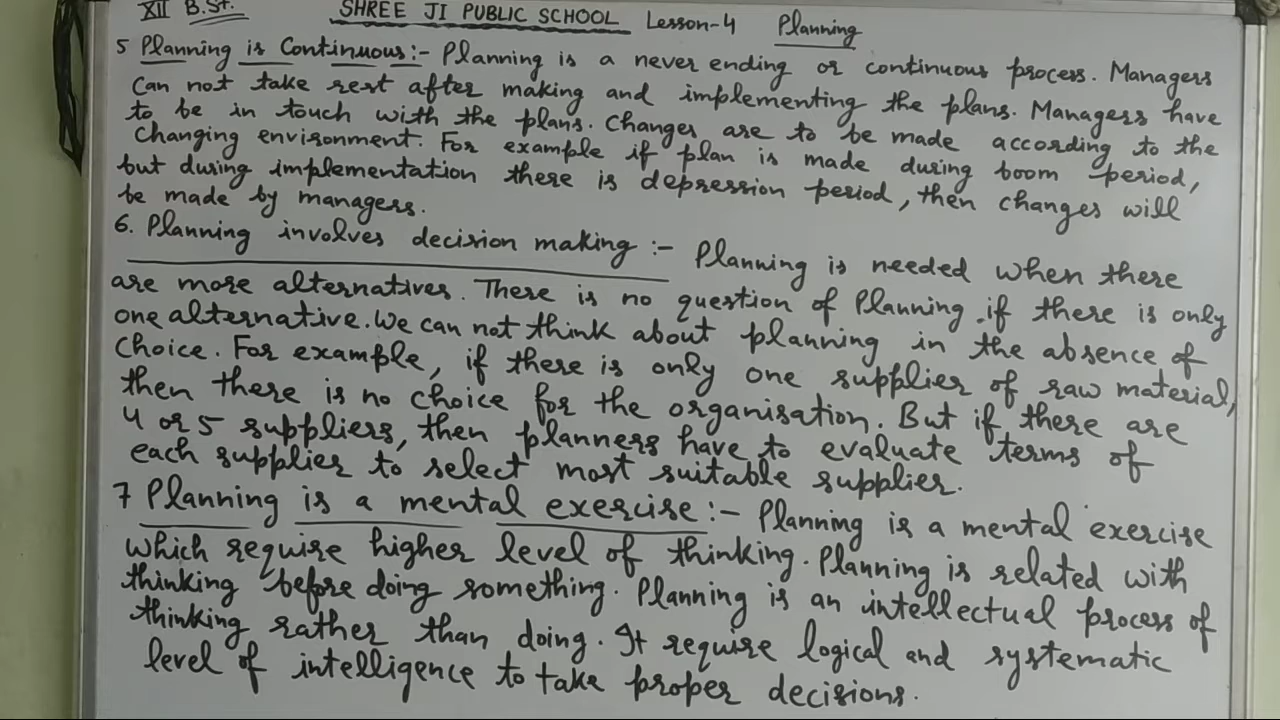 XII B.St. SHREE JI PUBLIC SCHOOL Lesson-4 Planning
5 Planning is Continuous:- Planning is a never ending or continuous process. Managers
Can not take rest after making and implementing the plans. Managers have
to be in touch with the plans. Changes are to be made according to the
changing environment. For example if plan is made during boom period,
but during implementation there is depression period, then changes will
be made by managers.
6. Planning involves decision making :- Planning is needed when there
are more alternatives. There is no question of Planning if there is only
one alternative. We can not think about planning in the absence of
Choice. For example, if there is only one supplier of raw material,
then there is no choice for the organisation. But if there are
4 or 5 suppliers, then planners have to evaluate terms of
each supplier to select most suitable supplier.
7 Planning is a mental exercise:- Planning is a mental exercise
which require higher level of thinking. Planning is related with
thinking before doing something. Planning is an intellectual process of
thinking rather than doing. It require logical and systematic
level of intelligence to take proper decisions.